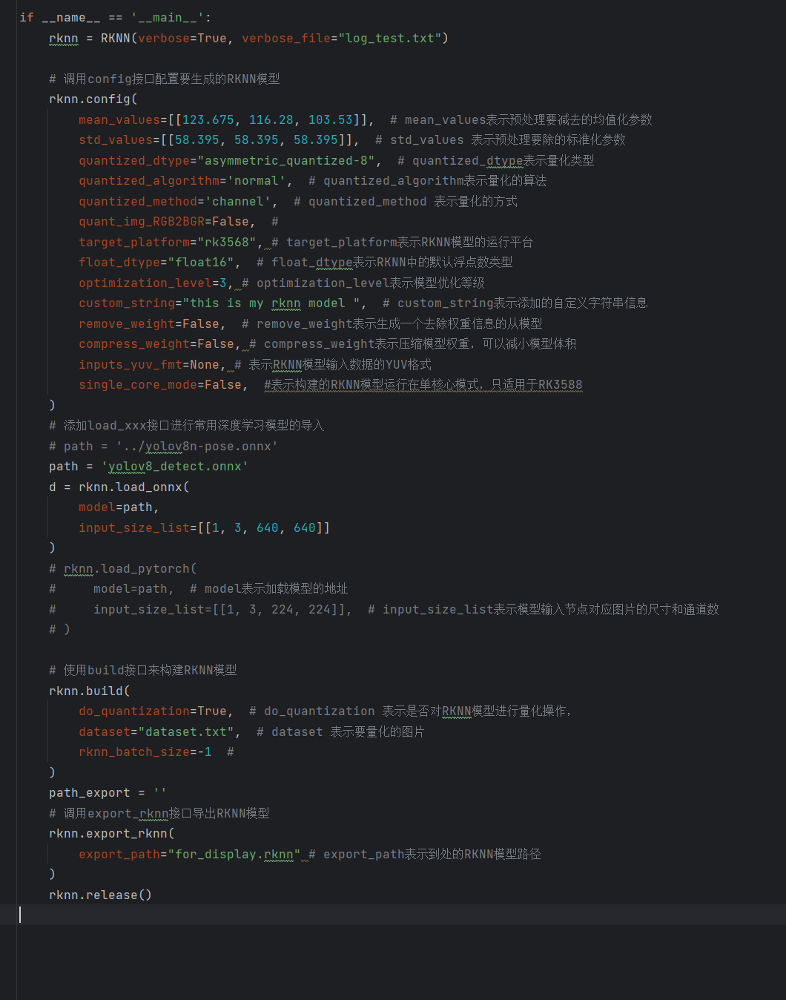 if __name__ == '__main__':
    rknn = RKNN(verbose=True, verbose_file="log_test.txt")

    # 调用config接口配置要生成的RKNN模型
    rknn.config(
        mean_values=[[123.675, 116.28, 103.53]],  # mean_values表示预处理要减去的均值化参数
        std_values=[[58.395, 58.395, 58.395]],  # std_values 表示预处理要除的标准化参数
        quantized_dtype="asymmetric_quantized-8",  # quantized_dtype表示量化类型
        quantized_algorithm='normal',  # quantized_algorithm表示量化的算法
        quantized_method='channel',  # quantized_method 表示量化的方式
        quant_img_RGB2BGR=False,  #
        target_platform="rk3568", # target_platform表示RKNN模型的运行平台
        float_dtype="float16",  # float_dtype表示RKNN中的默认浮点数类型
        optimization_level=3, # optimization_level表示模型优化等级
        custom_string="this is my rknn model ",  # custom_string表示添加的自定义字符串信息
        remove_weight=False,  # remove_weight表示生成一个去除权重信息的从模型
        compress_weight=False, # compress_weight表示压缩模型权重，可以减小模型体积
        inputs_yuv_fmt=None, # 表示RKNN模型输入数据的YUV格式
        single_core_mode=False,  #表示构建的RKNN模型运行在单核心模式，只适用于RK3588
    )
    # 添加load_xxx接口进行常用深度学习模型的导入
    # path = '../yolov8n-pose.onnx'
    path = 'yolov8_detect.onnx'
    d = rknn.load_onnx(
        model=path,
        input_size_list=[[1, 3, 640, 640]]
    )
    # rknn.load_pytorch(
    #     model=path,  # model表示加载模型的地址
    #     input_size_list=[[1, 3, 224, 224]],  # input_size_list表示模型输入节点对应图片的尺寸和通道数
    # )

    # 使用build接口来构建RKNN模型
    rknn.build(
        do_quantization=True,  # do_quantization 表示是否对RKNN模型进行量化操作，
        dataset="dataset.txt",  # dataset 表示要量化的图片
        rknn_batch_size=-1  #
    )
    path_export = ''
    # 调用export_rknn接口导出RKNN模型
    rknn.export_rknn(
        export_path="for_display.rknn" # export_path表示到处的RKNN模型路径
    )
    rknn.release()